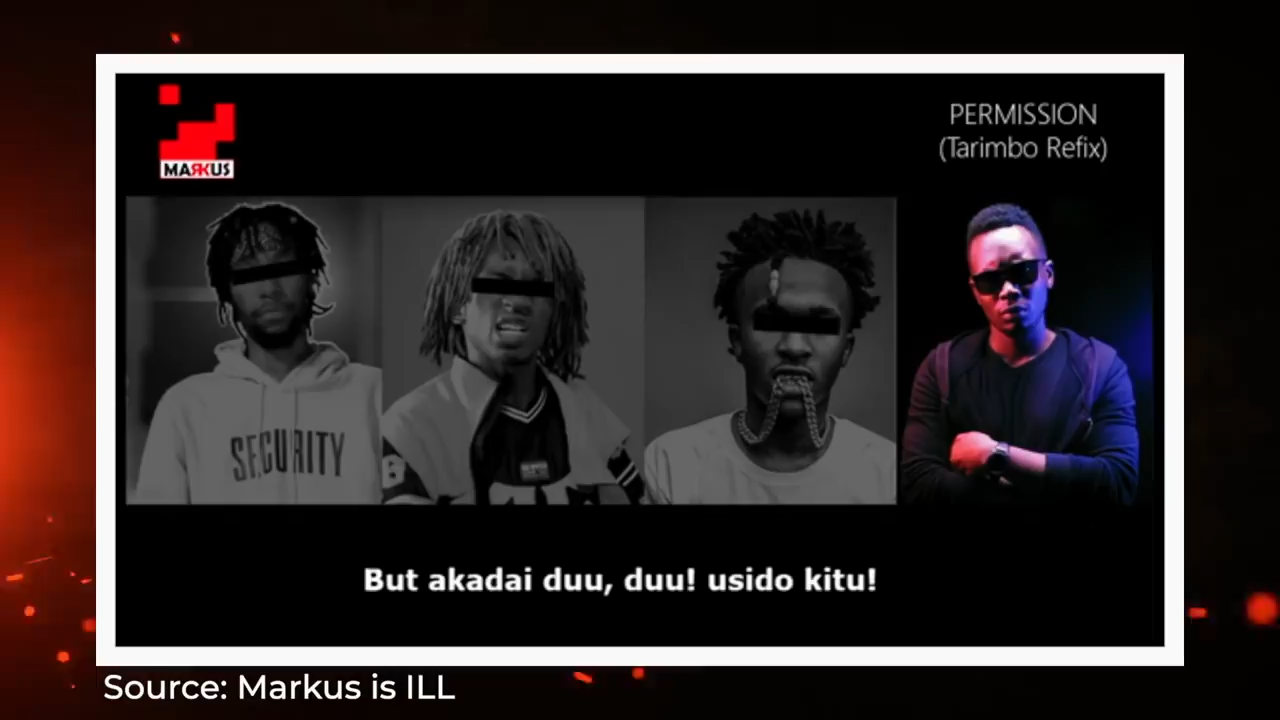 MARKUS
PERMISSION
(Tarimbo Refix)
SECURITY
But akadai duu, duu! usido kitu!
Source: Markus is ILL